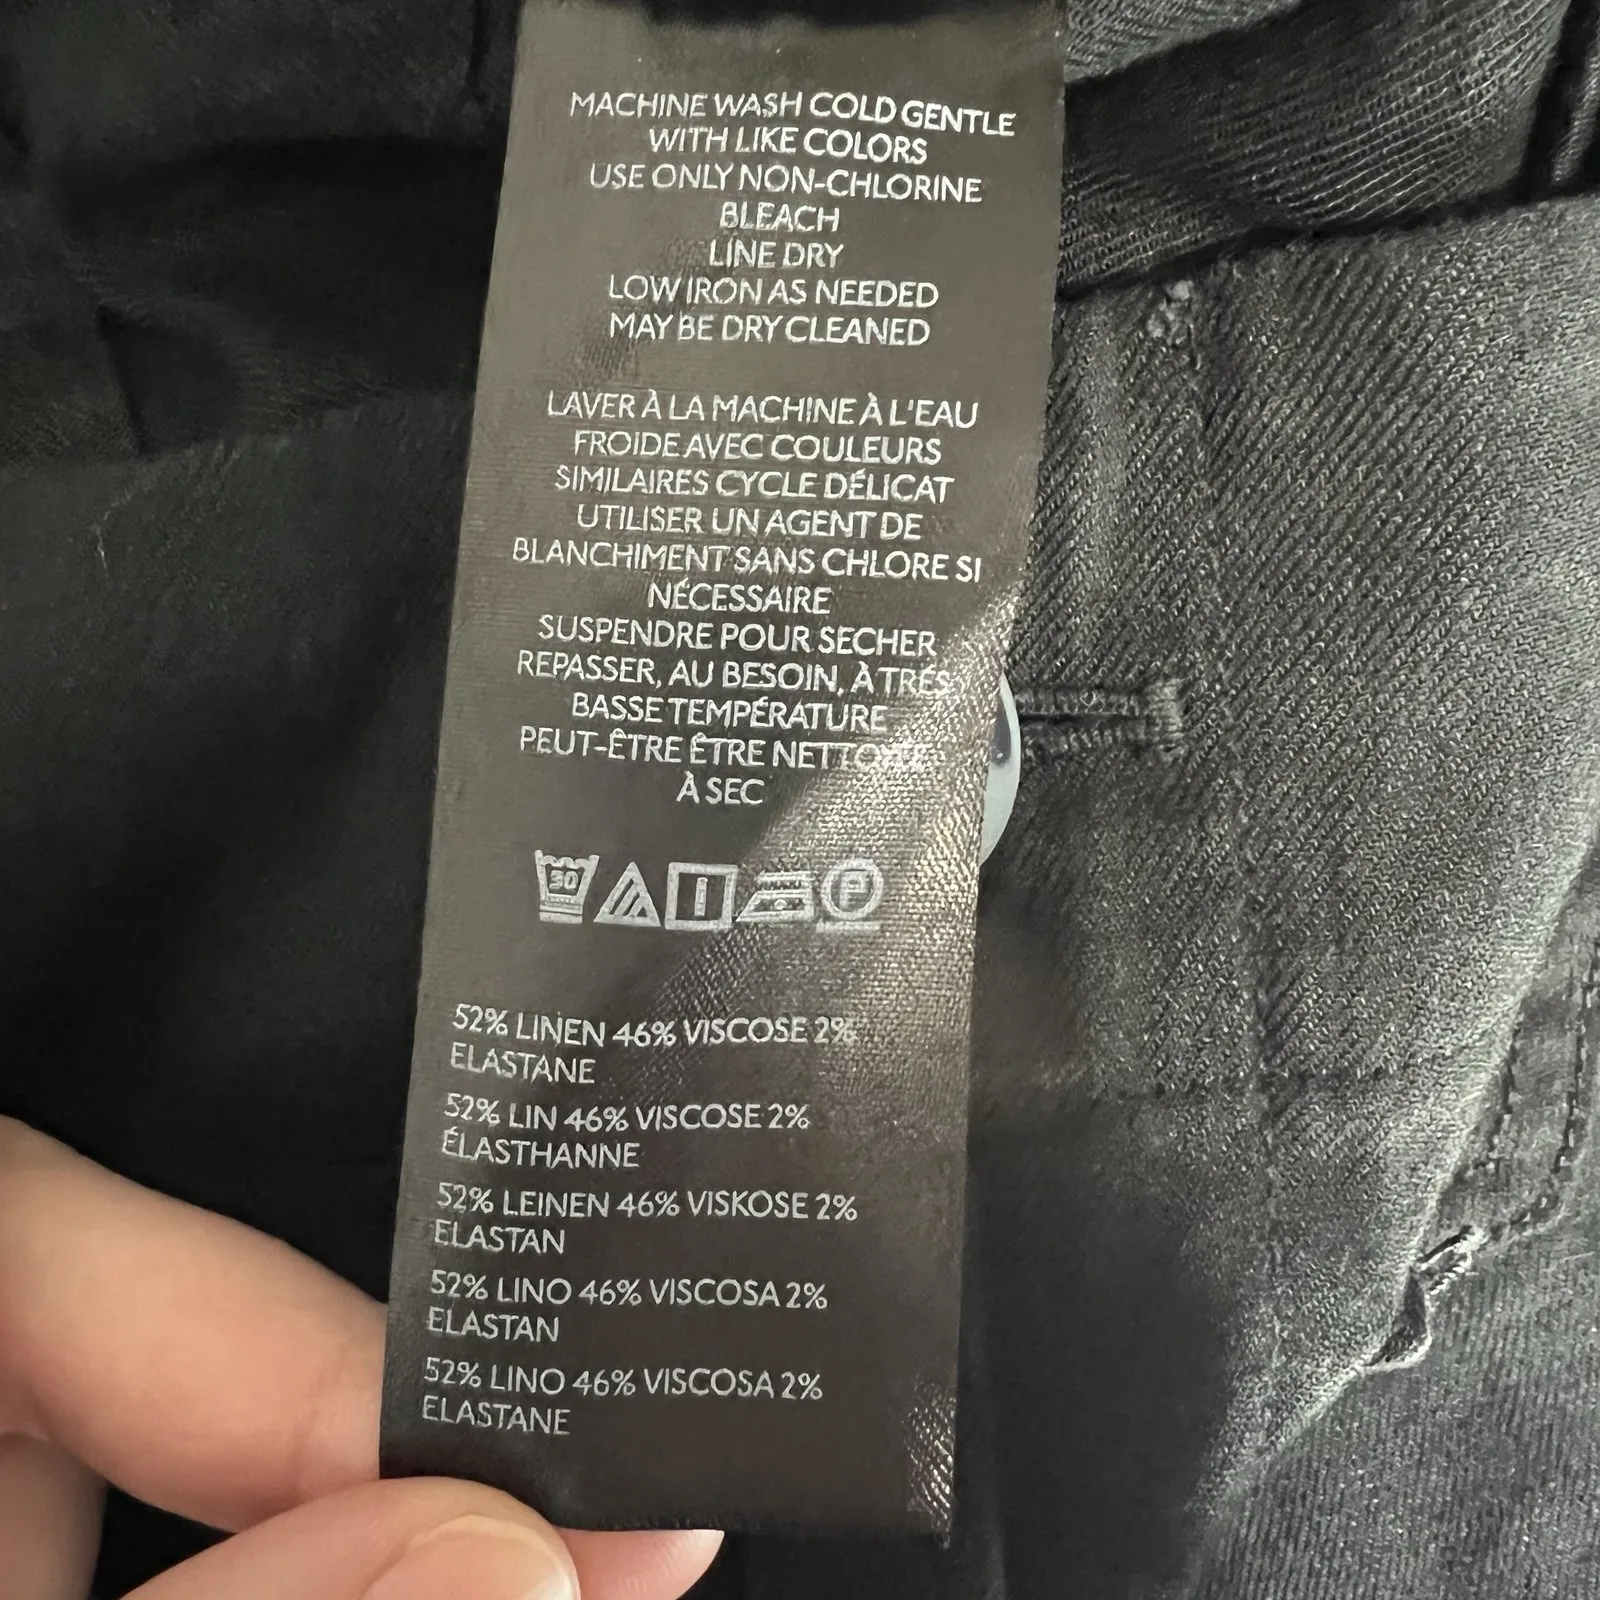 MACHINE WASH COLD GENTLE
WITH LIKE COLORS
USE ONLY NON-CHLORINE
BLEACH
LINE DRY
LOW IRON AS NEEDED
MAY BE DRY CLEANED
LAVER À LA MACHINE À L'EAU
FROIDE AVEC COULEURS
SIMILAIRES CYCLE DÉLICAT
UTILISER UN AGENT DE
BLANCHIMENT SANS CHLORE SI
NÉCESSAIRE
SUSPENDRE POUR SECHER
REPASSER, AU BESOIN, À TRÉS
BASSE TEMPÉRATURE
PEUT-ÊTRE ÊTRE NETTOYER
À SEC
30 P
52% LINEN 46% VISCOSE 2%
ELASTANE
52% LIN 46% VISCOSE 2%
ÉLASTHANNE
52% LEINEN 46% VISKOSE 2%
ELASTAN
52% LINO 46% VISCOSA 2%
ELASTAN
52% LINO 46% VISCOSA 2%
ELASTANE